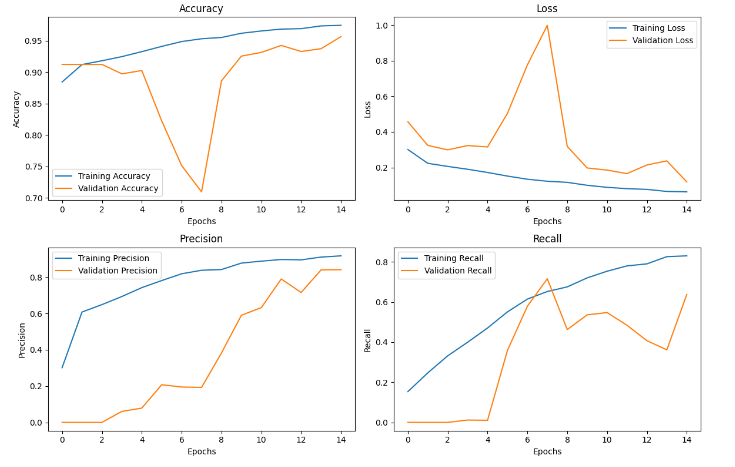 Accuracy
Accuracy
0.95
0.90
0.85
0.80
0.75
0.70
Training Accuracy
Validation Accuracy
0 2 4 6 8 10 12 14
Epochs
Loss
Loss
1.0
0.8
0.6
0.4
0.2
Training Loss
Validation Loss
0 2 4 6 8 10 12 14
Epochs
Precision
Precision
0.8
0.6
0.4
0.2
0.0
Training Precision
Validation Precision
0 2 4 6 8 10 12 14
Epochs
Recall
Recall
0.8
0.6
0.4
0.2
0.0
Training Recall
Validation Recall
0 2 4 6 8 10 12 14
Epochs